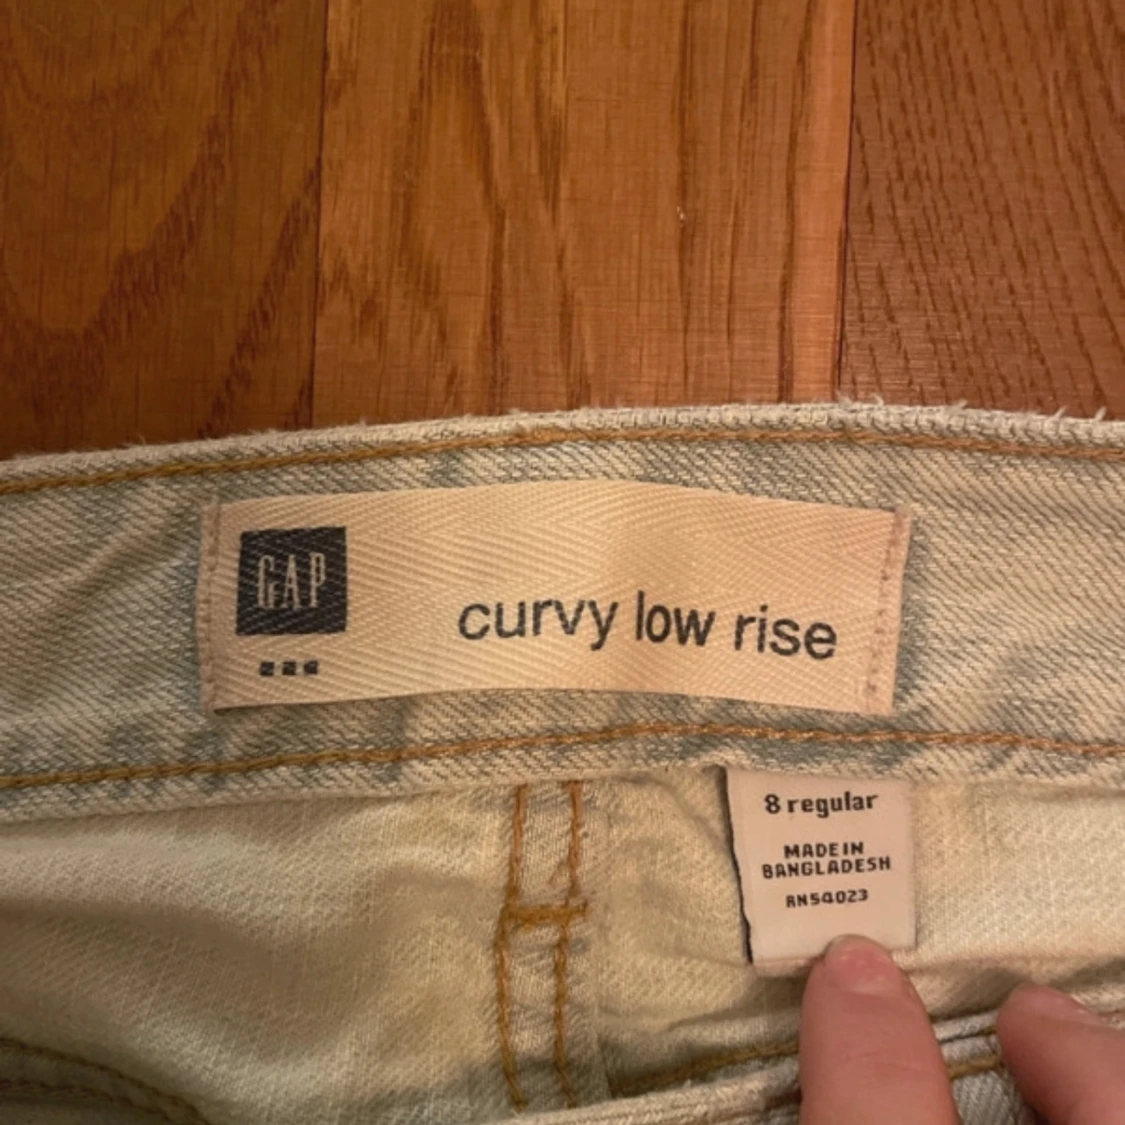 GAP
curvy low rise
8 regular
MADE IN
BANGLADESH
RN54023